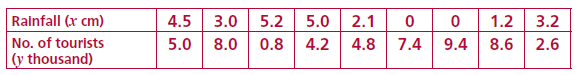 Rainfall (x cm) 4.5 3.0 5.2 5.0 2.1 0 0 1.2 3.2
No. of tourists 5.0 8.0 0.8 4.2 4.8 7.4 9.4 8.6 2.6
(y thousand)